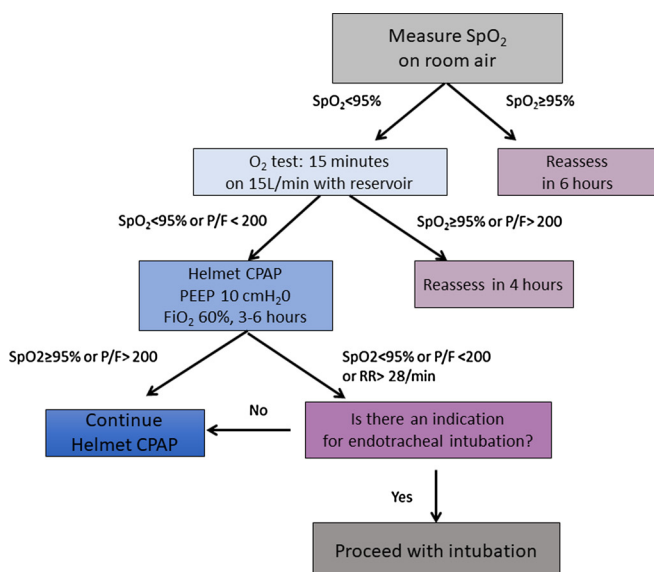 Measure SpO₂
on room air
SpO₂<95%
SpO₂≥95%
O₂ test: 15 minutes
on 15L/min with reservoir
Reassess
in 6 hours
SpO₂<95% or P/F < 200
SpO₂≥95% or P/F> 200
Helmet CPAP
PEEP 10 cmH₂0
FiO₂ 60%, 3-6 hours
Reassess in 4 hours
SpO2≥95% or P/F> 200
SpO2<95% or P/F <200
or RR> 28/min
Continue
Helmet CPAP
No
Is there an indication
for endotracheal intubation?
Yes
Proceed with intubation